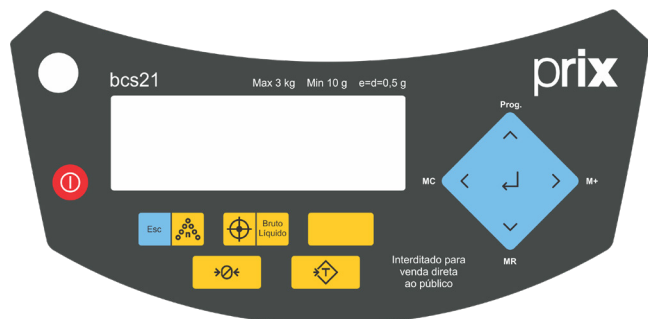 bcs21
Max 3 kg Min 10 g e=d=0,5 g
prix
Prog.
MC
M+
MR
Esc
n
Bruto
Líquido
T
Interditado para
venda direta
ao público